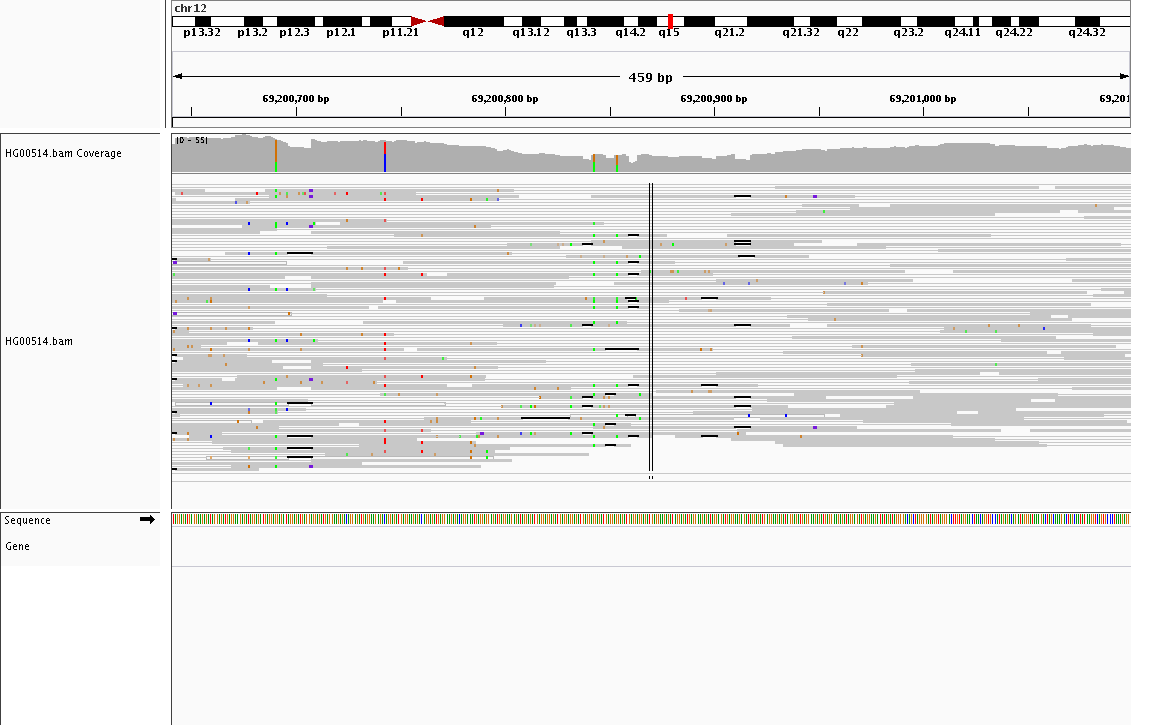 chr12
p13.32 p13.2 p12.3 p12.1 p11.21 q12 q13.12 q13.3 q14.2 q15 q21.2 q21.32 q22 q23.2 q24.11 q24.22 q24.32
459 bp
69,200,700 bp 69,200,800 bp 69,200,900 bp 69,201,000 bp 69,201
HG00514.bam Coverage
[0 - 55]
HG00514.bam
Sequence
Gene